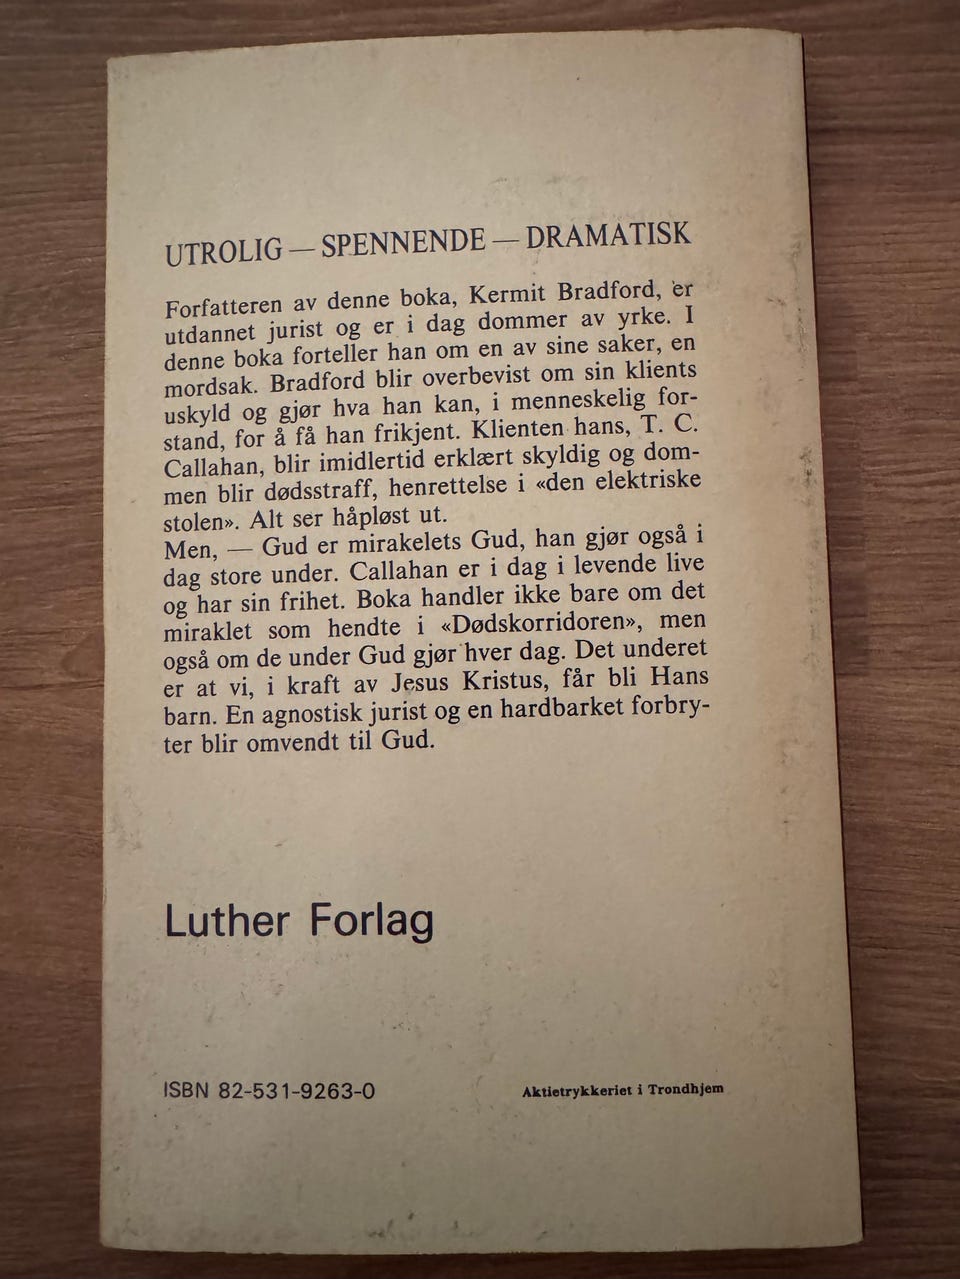 UTROLIG — SPENNENDE — DRAMATISK
Forfatteren av denne boka, Kermit Bradford, er
utdannet jurist og er i dag dommer av yrke. I
denne boka forteller han om en av sine saker, en
mordsak. Bradford blir overbevist om sin klients
uskyld og gjør hva han kan, i menneskelig for-
stand, for å få han frikjent. Klienten hans, T. C.
Callahan, blir imidlertid erklært skyldig og dom-
men blir dødsstraff, henrettelse i «den elektriske
stolen». Alt ser håpløst ut.
Men, — Gud er mirakelets Gud, han gjør også i
dag store under. Callahan er i dag i levende live
og har sin frihet. Boka handler ikke bare om det
miraklet som hendte i «Dødskorridoren», men
også om de under Gud gjør hver dag. Det underet
er at vi, i kraft av Jesus Kristus, får bli Hans
barn. En agnostisk jurist og en hardbarket forbry-
ter blir omvendt til Gud.
Luther Forlag
ISBN 82-531-9263-0
Aktietrykkeriet i Trondhjem